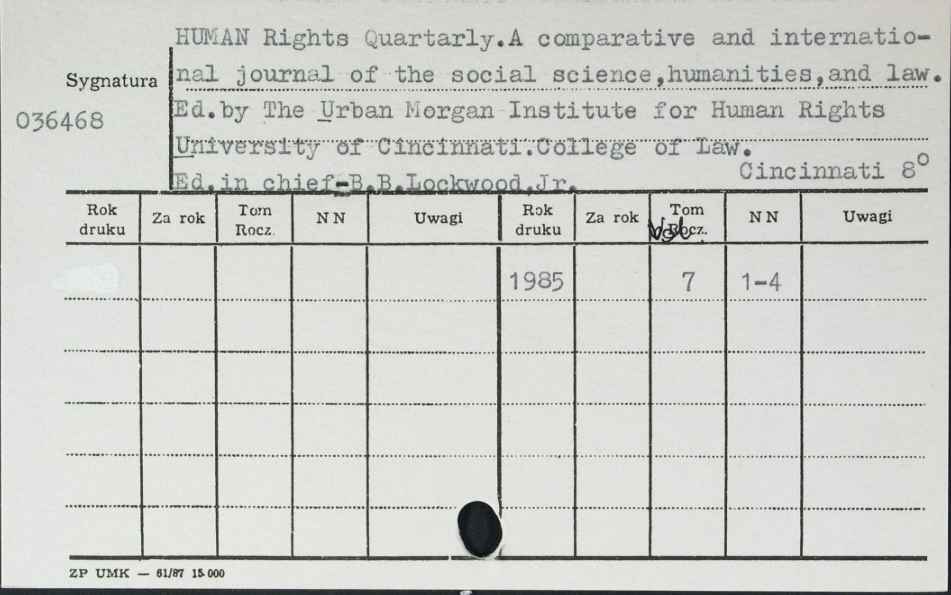 HUMAN Rights Quartarly.A comparative and internatio-
Sygnatura nal journal of the social science,humanities,and law.
036468 Ed.by The Urban Morgan Institute for Human Rights
University of Cincinnati.College of Law.
Ed.in chief-B.B.Lockwood,Jr. Cincinnati 8°
Rok druku Za rok Tom Rocz. NN Uwagi Rok druku Za rok Tom Rocz. Vol NN Uwagi
1985 7 1-4
ZP UMK — 61/87 15.000